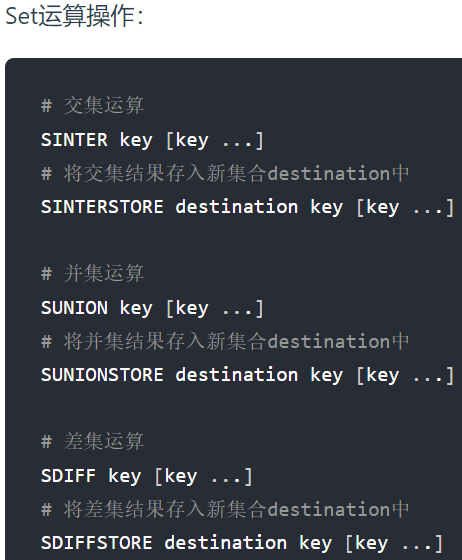 Set运算操作：
# 交集运算
SINTER key [key ...]
# 将交集结果存入新集合destination中
SINTERSTORE destination key [key ...]
# 并集运算
SUNION key [key ...]
# 将并集结果存入新集合destination中
SUNIONSTORE destination key [key ...]
# 差集运算
SDIFF key [key ...]
# 将差集结果存入新集合destination中
SDIFFSTORE destination key [key ...]